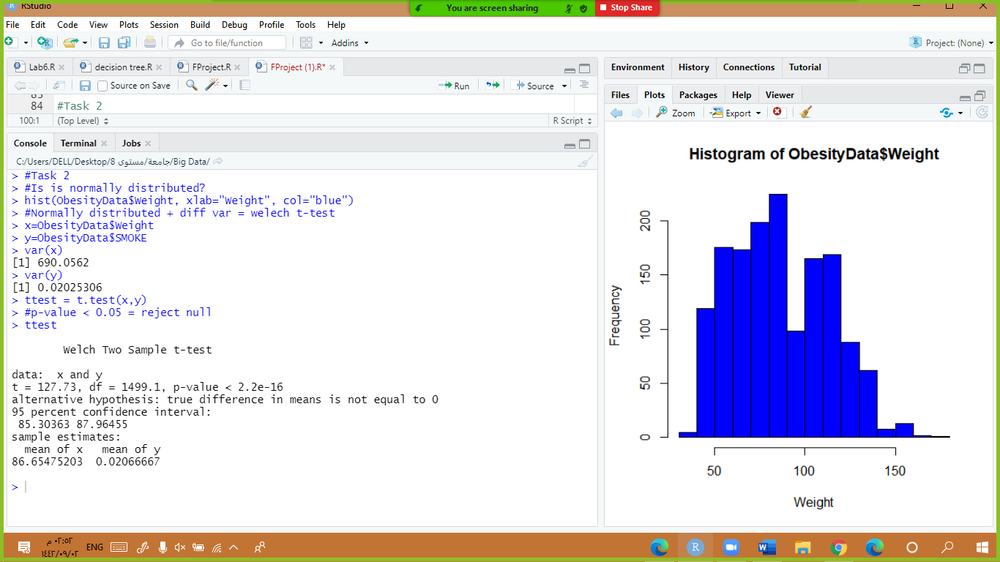 RStudio
You are screen sharing
Stop Share
File Edit Code View Plots Session Build Debug Profile Tools Help
Go to file/function
Addins
Project: (None)
Lab6.R
decision tree.R
FProject.R
FProject (1).R*
Source on Save
Run
Source
84 #Task 2
100:1
(Top Level)
R Script
Console Terminal Jobs
C:/Users/DELL/Desktop/8 جامعة/مستوى/Big Data/
> #Task 2
> #Is is normally distributed?
> hist(ObesityData$Weight, xlab="Weight", col="blue")
> #Normally distributed + diff var = welech t-test
> x=ObesityData$Weight
> y=ObesityData$SMOKE
> var(x)
[1] 690.0562
> var(y)
[1] 0.02025306
> ttest = t.test(x,y)
> #p-value < 0.05 = reject null
> ttest
Welch Two Sample t-test
data: x and y
t = 127.73, df = 1499.1, p-value < 2.2e-16
alternative hypothesis: true difference in means is not equal to 0
95 percent confidence interval:
85.30363 87.96455
sample estimates:
mean of x mean of y
86.65475203 0.02066667
>
Environment History Connections Tutorial
Files Plots Packages Help Viewer
Zoom
Export
Histogram of ObesityData$Weight
Frequency
200
150
100
50
0
50 100 150
Weight
٠٢:٥٣ م
ENG
١٤٤٣/٠٩/٠٢